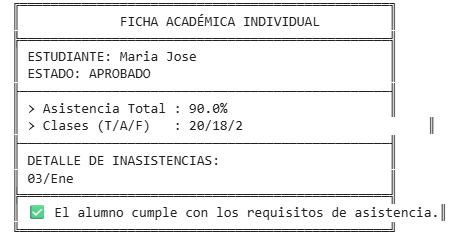 FICHA ACADÉMICA INDIVIDUAL
ESTUDIANTE: Maria Jose
ESTADO: APROBADO
> Asistencia Total : 90.0%
> Clases (T/A/F)   : 20/18/2
DETALLE DE INASISTENCIAS:
03/Ene
✅ El alumno cumple con los requisitos de asistencia.